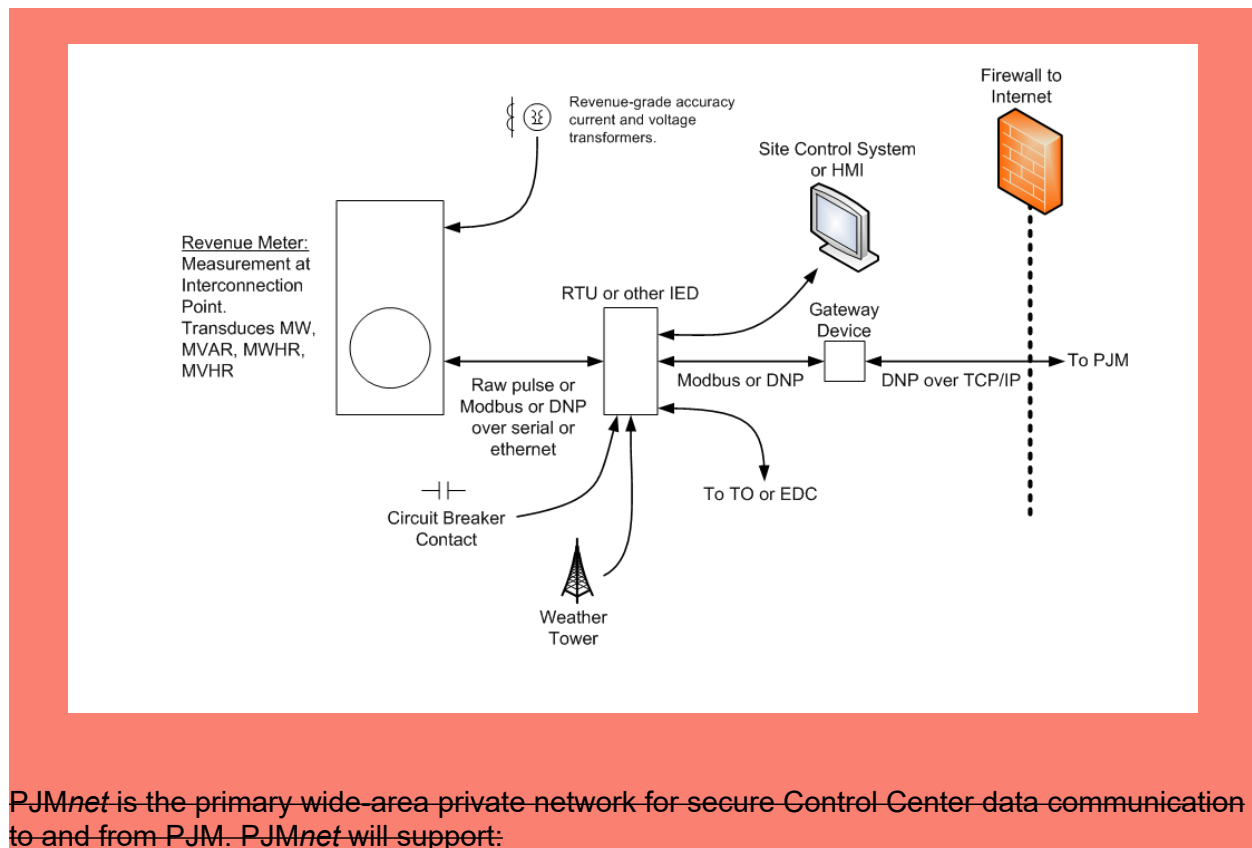 Firewall to
Internet
Revenue-grade accuracy
current and voltage
transformers.
Site Control System
or HMI
Revenue Meter:
Measurement at
Interconnection
Point.
Transduces MW,
MVAR, MWHR,
MVHR
RTU or other IED
Gateway
Device
To PJM
Raw pulse or
Modbus or DNP
over serial or
ethernet
Modbus or DNP
DNP over TCP/IP
To TO or EDC
Circuit Breaker
Contact
Weather
Tower
PJMnet is the primary wide-area private network for secure Control Center data communication
to and from PJM. PJMnet will support: